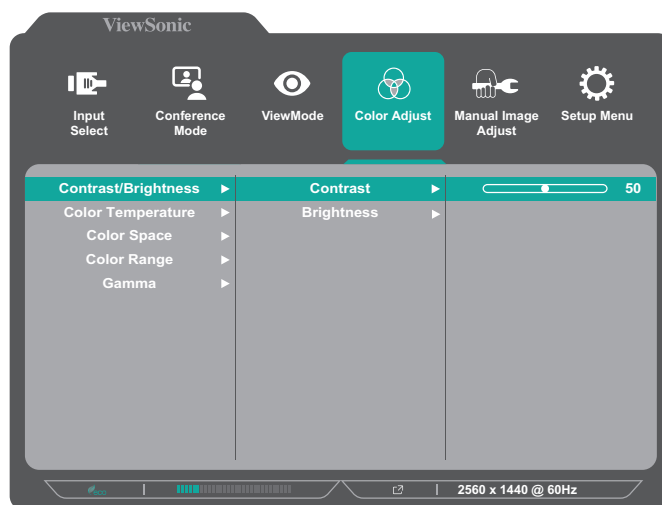 ViewSonic
Input
Select
Conference
Mode
ViewMode
Color Adjust
Manual Image
Adjust
Setup Menu
Contrast/Brightness
Contrast
50
Color Temperature
Brightness
Color Space
Color Range
Gamma
eco
2560 x 1440 @ 60Hz